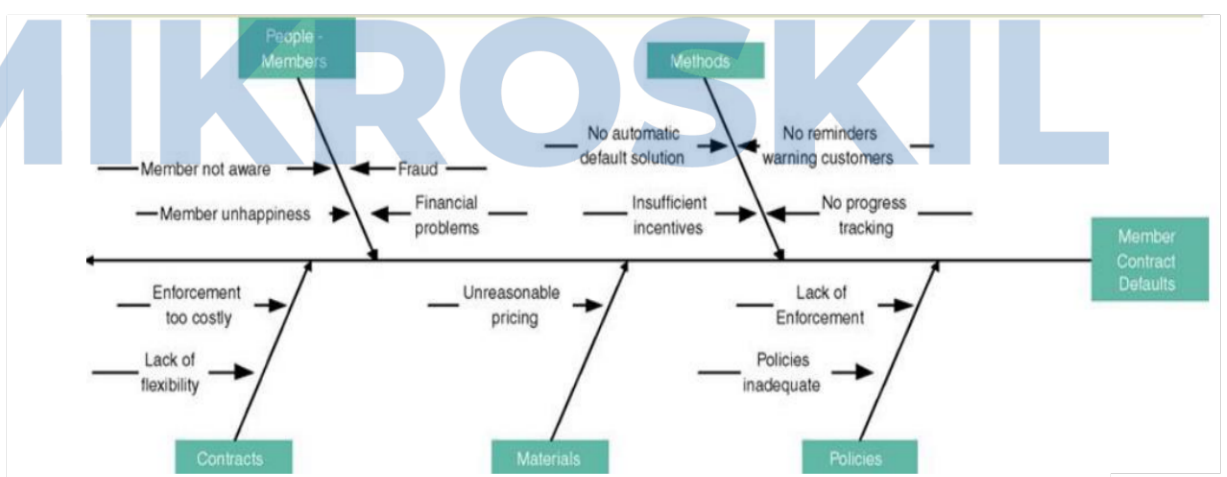 MIKROSKIL
People -
Members
Methods
No automatic
default solution
No reminders
warning customers
Member not aware
Fraud
Member unhappiness
Financial
problems
Insufficient
incentives
No progress
tracking
Member
Contract
Defaults
Enforcement
too costly
Unreasonable
pricing
Lack of
Enforcement
Lack of
flexibility
Policies
inadequate
Contracts
Materials
Policies